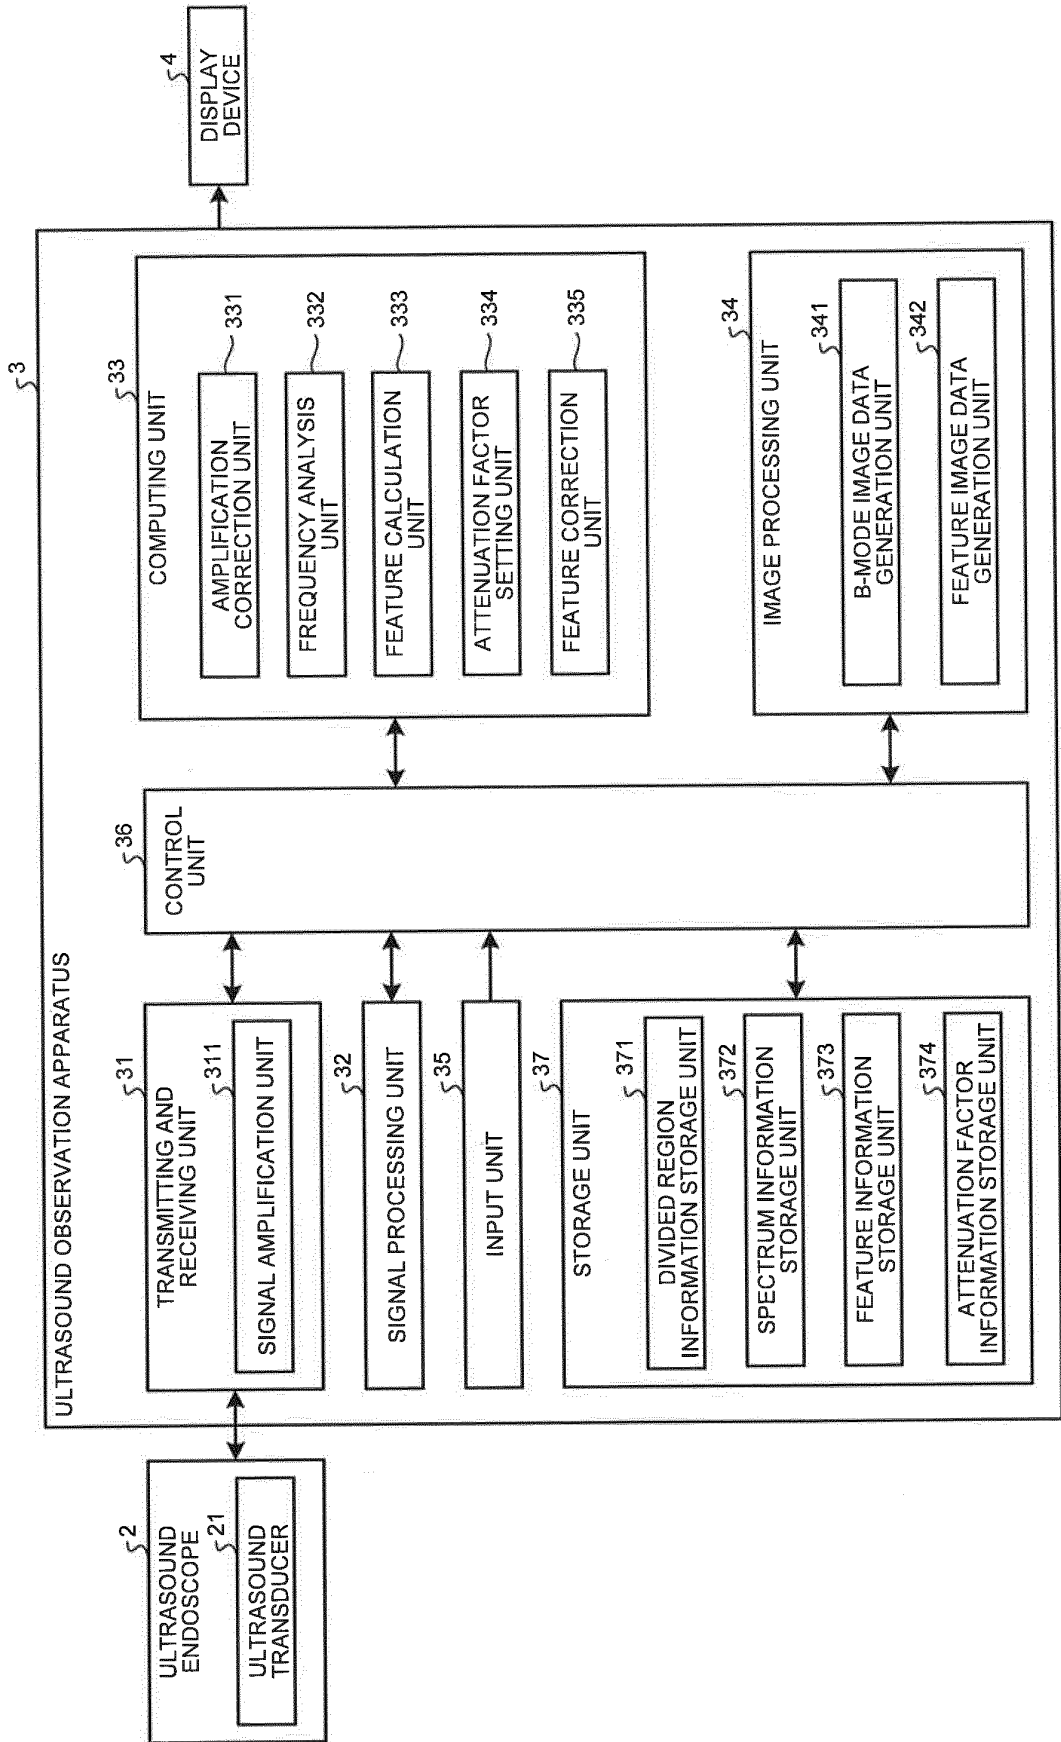 2
ULTRASOUND
ENDOSCOPE
21
ULTRASOUND
TRANSDUCER
3
ULTRASOUND OBSERVATION APPARATUS
31
TRANSMITTING AND
RECEIVING UNIT
311
SIGNAL AMPLIFICATION UNIT
32
SIGNAL PROCESSING UNIT
35
INPUT UNIT
37
STORAGE UNIT
371
DIVIDED REGION
INFORMATION STORAGE UNIT
372
SPECTRUM INFORMATION
STORAGE UNIT
373
FEATURE INFORMATION
STORAGE UNIT
374
ATTENUATION FACTOR
INFORMATION STORAGE UNIT
36
CONTROL
UNIT
33
COMPUTING UNIT
AMPLIFICATION
CORRECTION UNIT
331
FREQUENCY ANALYSIS
UNIT
332
FEATURE CALCULATION
UNIT
333
ATTENUATION FACTOR
SETTING UNIT
334
FEATURE CORRECTION
UNIT
335
34
IMAGE PROCESSING UNIT
341
B-MODE IMAGE DATA
GENERATION UNIT
342
FEATURE IMAGE DATA
GENERATION UNIT
4
DISPLAY
DEVICE